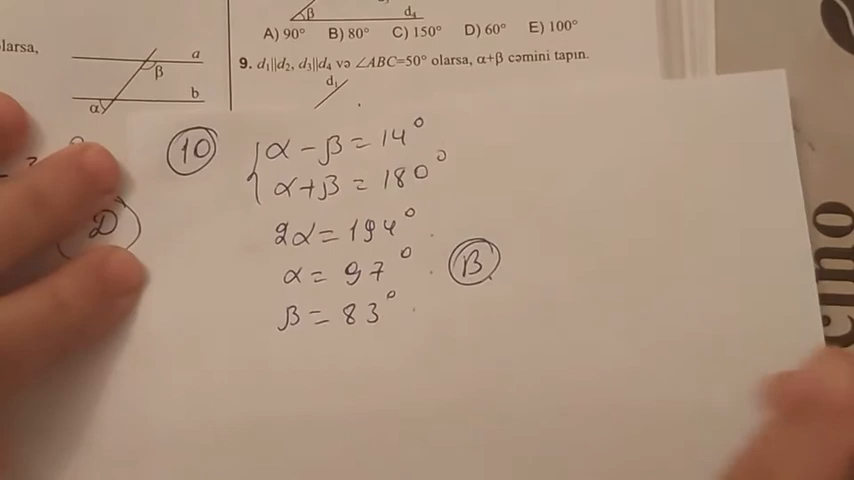 olarsa,
a
β
b
α
β
d₄
A) 90° B) 80° C) 150° D) 60° E) 100°
9. d₁||d₂, d₃||d₄ və ∠ABC=50° olarsa, α+β cəmini tapın.
d₁
10
α − β = 14°
α + β = 180°
2α = 194°
α = 97°
B
β = 83°
D